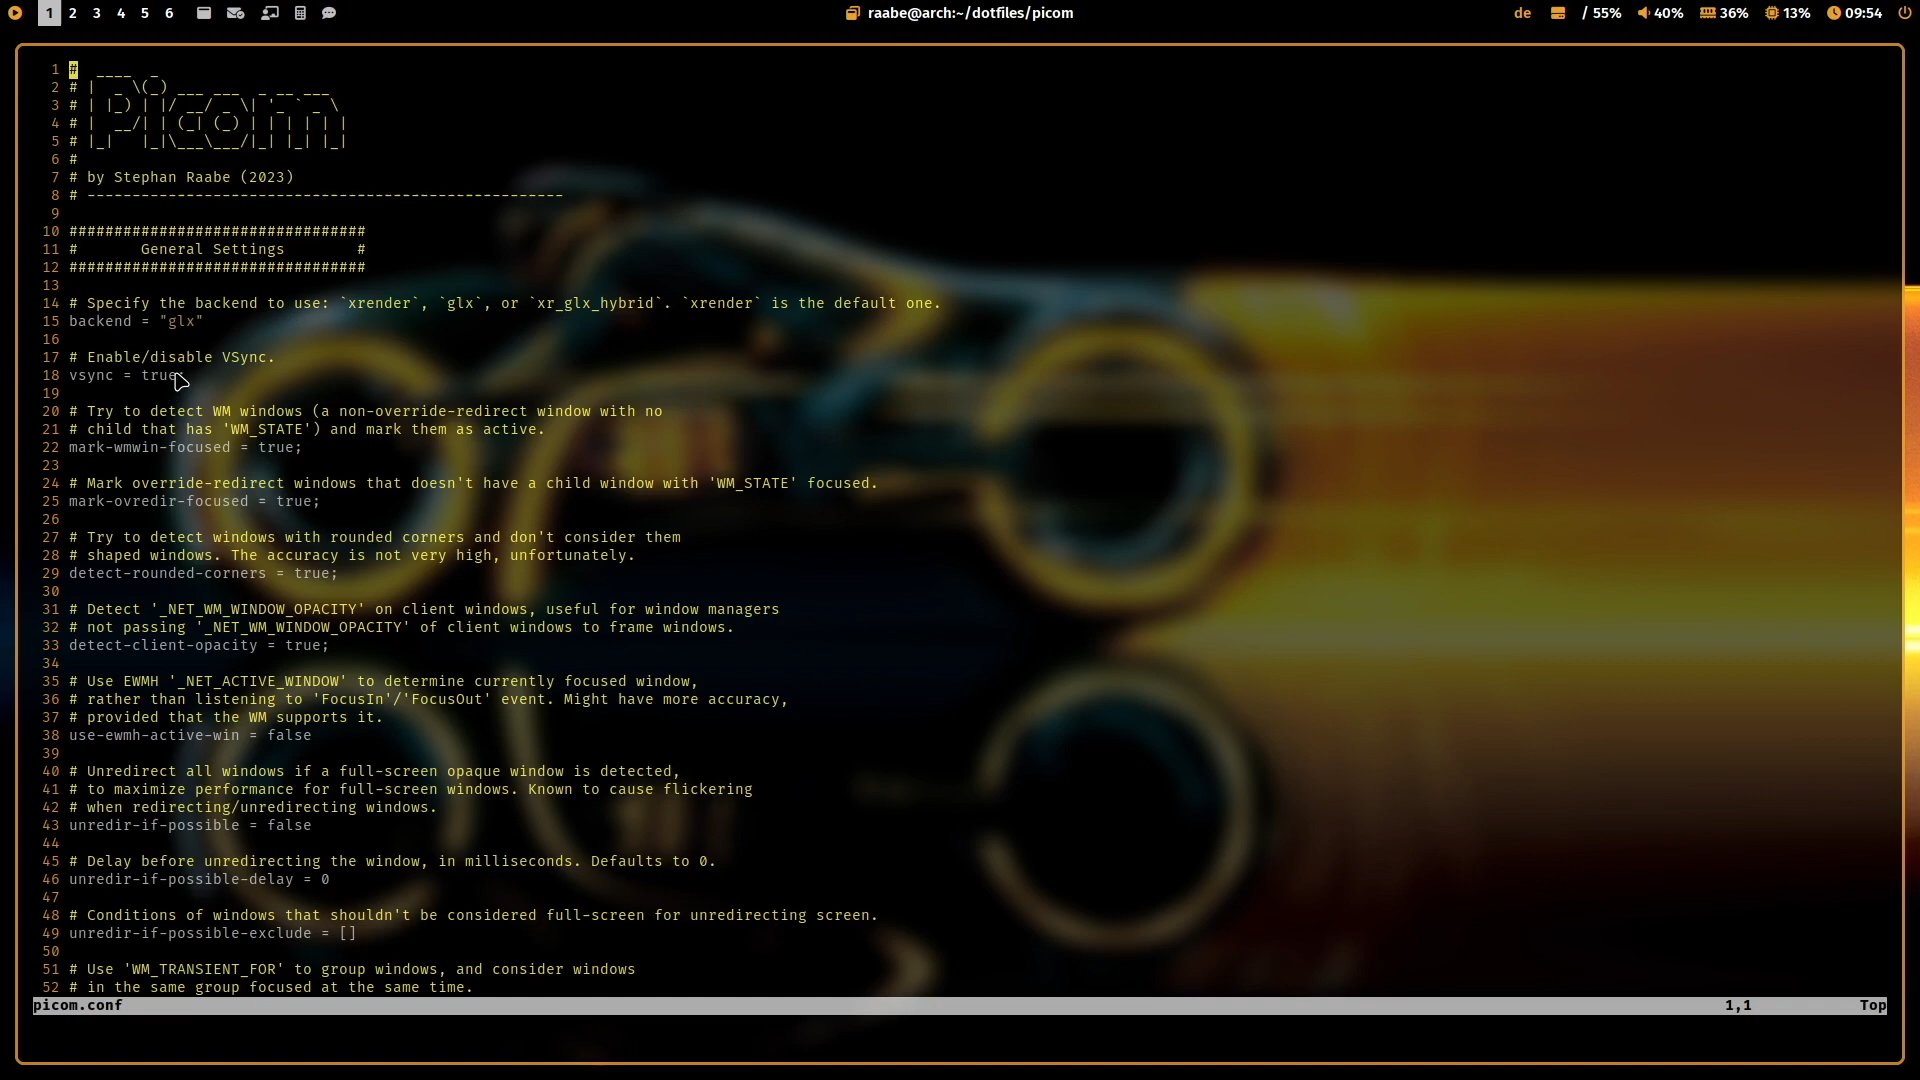 1 2 3 4 5 6 raabe@arch:~/dotfiles/picom de / 55% 40% 36% 13% 09:54
1 #  ____  _
2 # |  _ \(_) ___ ___  _ __ ___
3 # | |_) | |/ __/ _ \| '_ ` _ \
4 # |  __/| | (_| (_) | | | | | |
5 # |_|   |_|\___\___/|_| |_| |_|
6 #
7 # by Stephan Raabe (2023)
8 # -----------------------------------------------------
9
10 #################################
11 #       General Settings        #
12 #################################
13
14 # Specify the backend to use: `xrender`, `glx`, or `xr_glx_hybrid`. `xrender` is the default one.
15 backend = "glx"
16
17 # Enable/disable VSync.
18 vsync = true
19
20 # Try to detect WM windows (a non-override-redirect window with no
21 # child that has 'WM_STATE') and mark them as active.
22 mark-wmwin-focused = true;
23
24 # Mark override-redirect windows that doesn't have a child window with 'WM_STATE' focused.
25 mark-ovredir-focused = true;
26
27 # Try to detect windows with rounded corners and don't consider them
28 # shaped windows. The accuracy is not very high, unfortunately.
29 detect-rounded-corners = true;
30
31 # Detect '_NET_WM_WINDOW_OPACITY' on client windows, useful for window managers
32 # not passing '_NET_WM_WINDOW_OPACITY' of client windows to frame windows.
33 detect-client-opacity = true;
34
35 # Use EWMH '_NET_ACTIVE_WINDOW' to determine currently focused window,
36 # rather than listening to 'FocusIn'/'FocusOut' event. Might have more accuracy,
37 # provided that the WM supports it.
38 use-ewmh-active-win = false
39
40 # Unredirect all windows if a full-screen opaque window is detected,
41 # to maximize performance for full-screen windows. Known to cause flickering
42 # when redirecting/unredirecting windows.
43 unredir-if-possible = false
44
45 # Delay before unredirecting the window, in milliseconds. Defaults to 0.
46 unredir-if-possible-delay = 0
47
48 # Conditions of windows that shouldn't be considered full-screen for unredirecting screen.
49 unredir-if-possible-exclude = []
50
51 # Use 'WM_TRANSIENT_FOR' to group windows, and consider windows
52 # in the same group focused at the same time.
picom.conf 1,1 Top